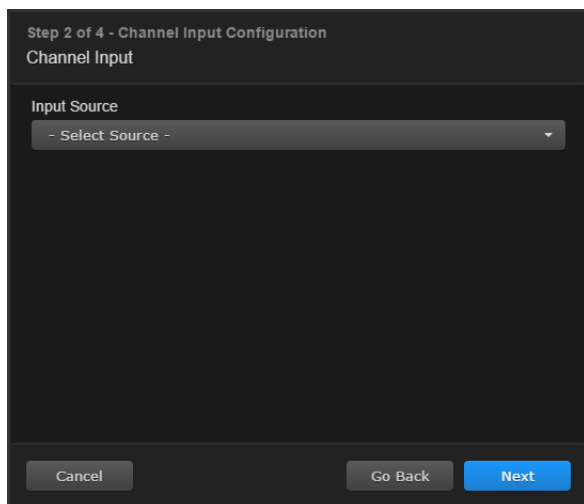 Step 2 of 4 - Channel Input Configuration
Channel Input
Input Source
- Select Source -
Cancel
Go Back
Next